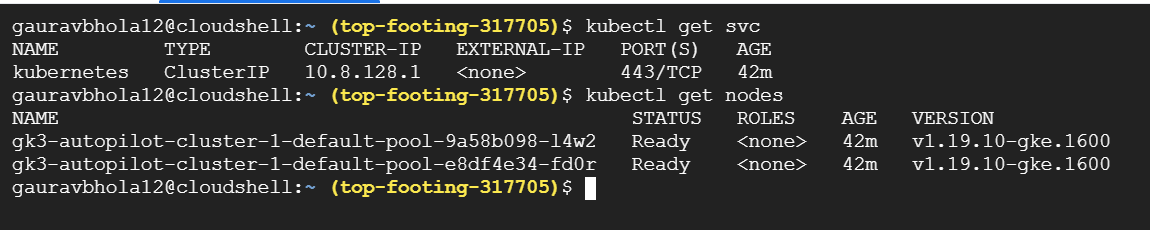 gauravbhola12@cloudshell:~ (top-footing-317705)$ kubectl get svc
NAME TYPE CLUSTER-IP EXTERNAL-IP PORT(S) AGE
kubernetes ClusterIP 10.8.128.1 <none> 443/TCP 42m
gauravbhola12@cloudshell:~ (top-footing-317705)$ kubectl get nodes
NAME STATUS ROLES AGE VERSION
gk3-autopilot-cluster-1-default-pool-9a58b098-l4w2 Ready <none> 42m v1.19.10-gke.1600
gk3-autopilot-cluster-1-default-pool-e8df4e34-fd0r Ready <none> 42m v1.19.10-gke.1600
gauravbhola12@cloudshell:~ (top-footing-317705)$